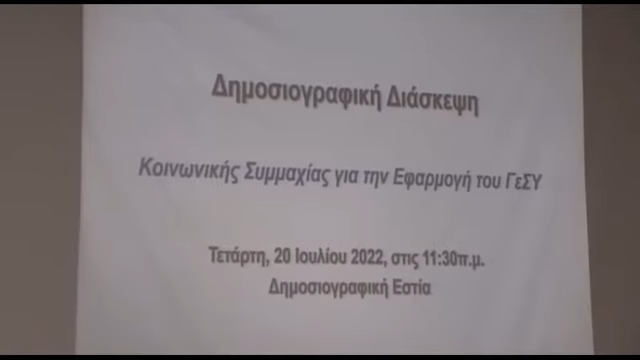 Δημοσιογραφική Διάσκεψη
Κοινωνικής Συμμαχίας για την Εφαρμογή του ΓεΣΥ
Τετάρτη, 20 Ιουλίου 2022, στις 11:30π.μ.
Δημοσιογραφική Εστία